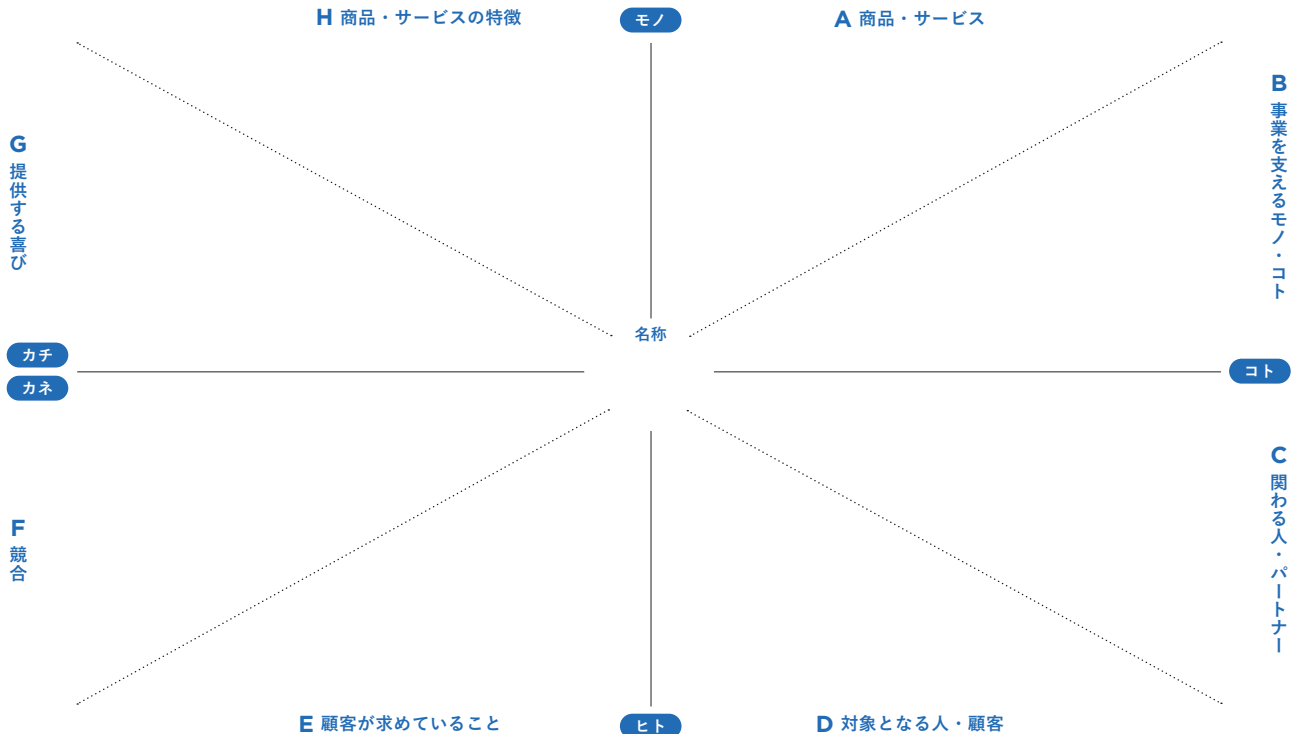 H 商品・サービスの特徴
モノ
A 商品・サービス
B 事業を支えるモノ・コト
G 提供する喜び
名称
カチ
カネ
コト
C 関わる人・パートナー
F 競合
E 顧客が求めていること
ヒト
D 対象となる人・顧客